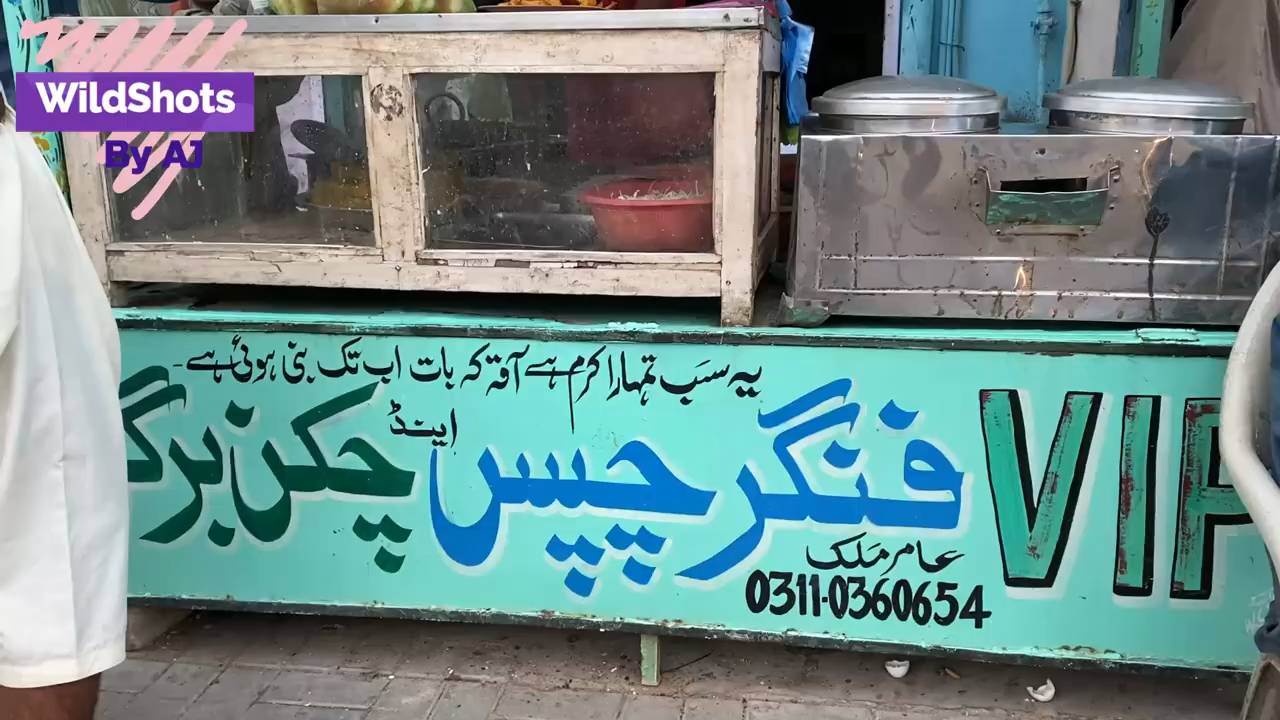 WildShots
By AJ
یہ سب تمہارا کرم ہے آقا کہ بات اب تک بنی ہوئی ہے۔
VIP فنگر چپس اینڈ چکن برگ
عامر ملک
0311-0360654